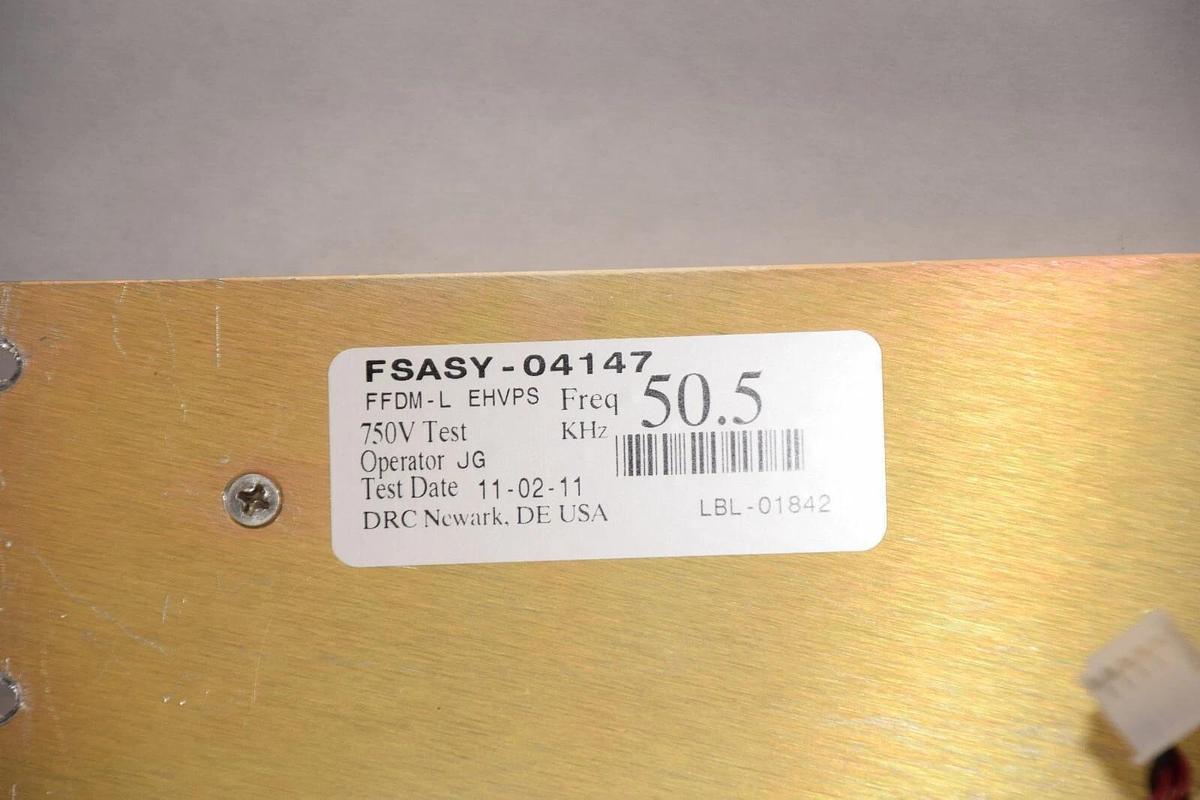 FSASY-04147
FFDM-L EHVPS Freq 50.5
750V Test KHz
Operator JG
Test Date 11-02-11
DRC Newark, DE USA LBL-01842